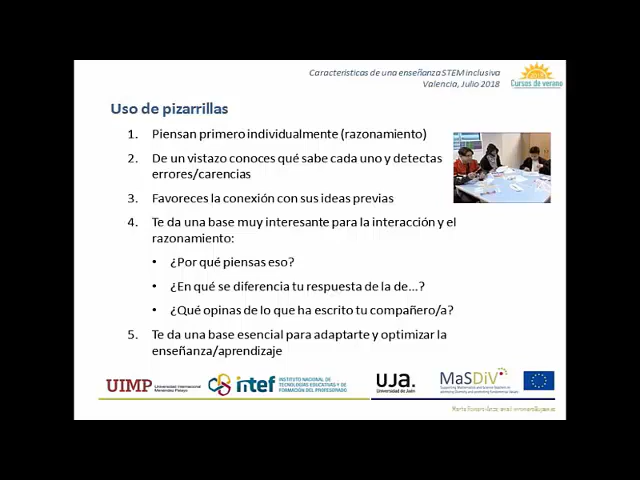 Características de una enseñanza STEM inclusiva
Valencia, Julio 2018
Cursos de verano
Uso de pizarrillas
1. Piensan primero individualmente (razonamiento)
2. De un vistazo conoces qué sabe cada uno y detectas
errores/carencias
3. Favoreces la conexión con sus ideas previas
4. Te da una base muy interesante para la interacción y el
razonamiento:
• ¿Por qué piensas eso?
• ¿En qué se diferencia tu respuesta de la de...?
• ¿Qué opinas de lo que ha escrito tu compañero/a?
5. Te da una base esencial para adaptarte y optimizar la
enseñanza/aprendizaje
UIMP
Universidad Internacional
Menéndez Pelayo
intef
INSTITUTO NACIONAL DE
TECNOLOGÍAS EDUCATIVAS Y DE
FORMACIÓN DEL PROFESORADO
uja.
Universidad de Jaén
MaSDiV